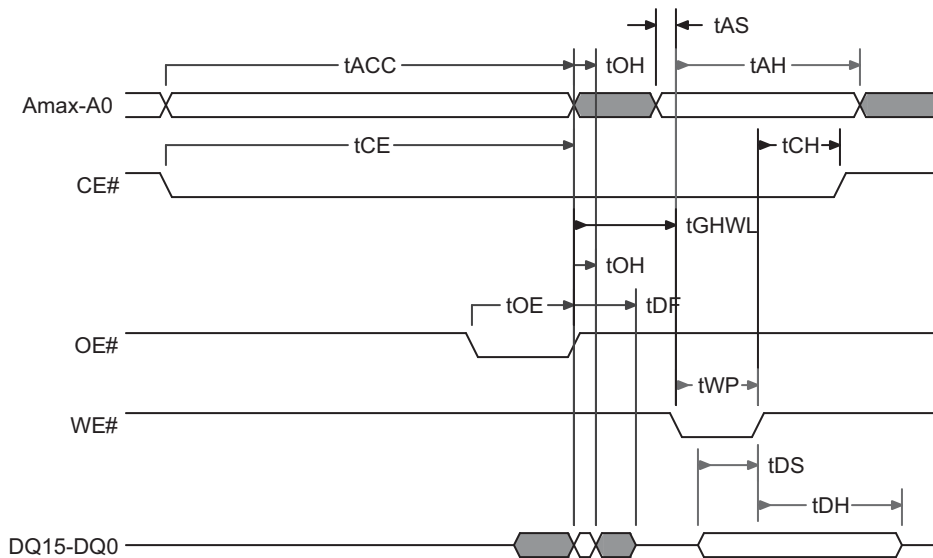 tAS
tACC
tOH
tAH
Amax-A0
tCE
tCH
CE#
tGHWL
tOH
tOE
tDF
OE#
tWP
WE#
tDS
tDH
DQ15-DQ0